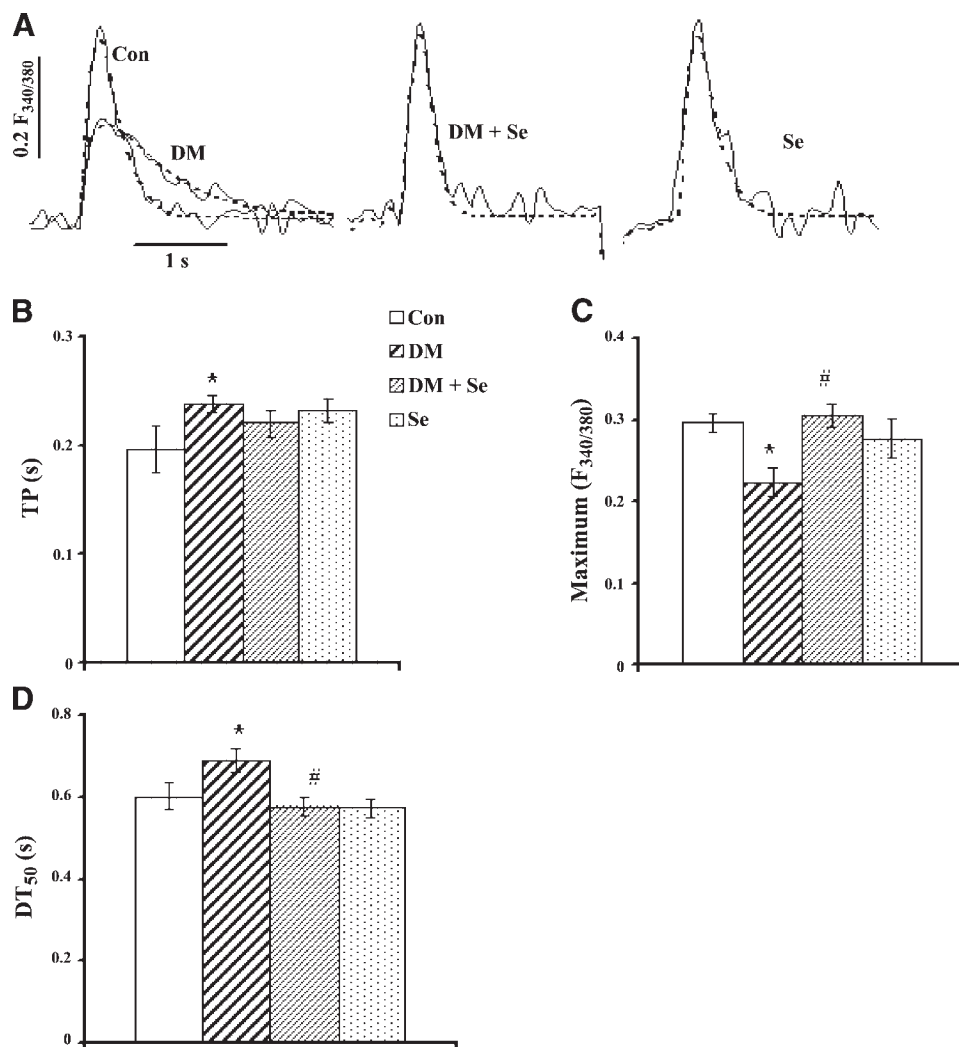 A
Con
DM
DM + Se
Se
0.2 F340/380
1 s
B
0.3
0.2
0.1
0
TP (s)
*
Con
DM
DM + Se
Se
C
0.4
0.3
0.2
0.1
0
Maximum (F340/380)
*
#
D
0.8
0.6
0.4
0.2
0
DT50 (s)
*
#